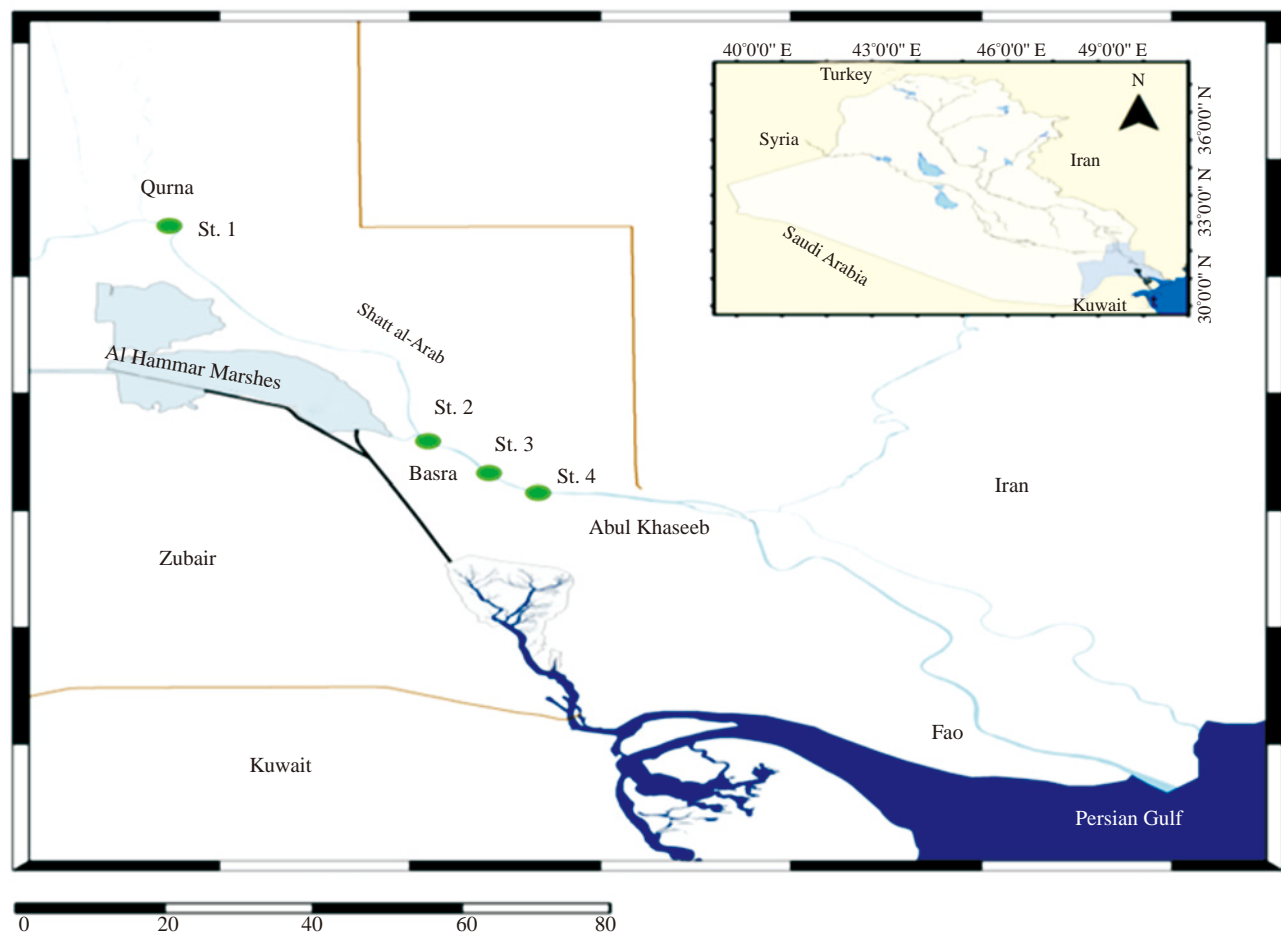 40°0'0" E 43°0'0" E 46°0'0" E 49°0'0" E
Turkey
N
36°0'0" N
Syria
Iran
33°0'0" N
Saudi Arabia
Kuwait
30°0'0" N
Qurna
St. 1
Shatt al-Arab
Al Hammar Marshes
St. 2
St. 3
Basra
St. 4
Iran
Abul Khaseeb
Zubair
Fao
Kuwait
Persian Gulf
0 20 40 60 80